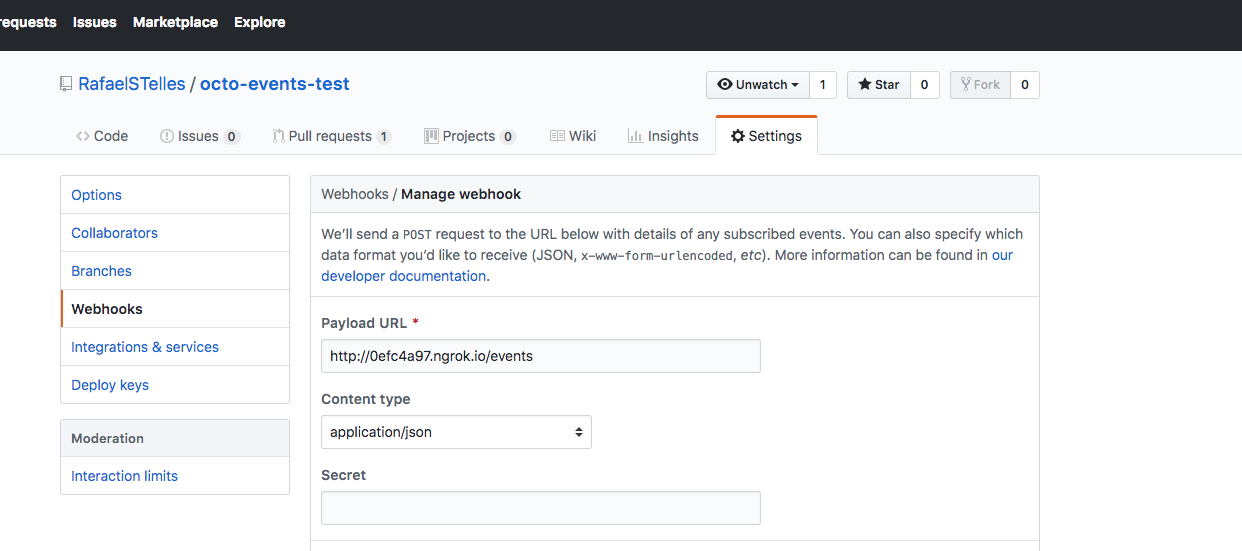 requests Issues Marketplace Explore
RafaelSTelles / octo-events-test
Unwatch 1 Star 0 Fork 0
Code Issues 0 Pull requests 1 Projects 0 Wiki Insights Settings
Options
Collaborators
Branches
Webhooks
Integrations & services
Deploy keys
Moderation
Interaction limits
Webhooks / Manage webhook
We’ll send a POST request to the URL below with details of any subscribed events. You can also specify which
data format you’d like to receive (JSON, x-www-form-urlencoded, etc). More information can be found in our
developer documentation.
Payload URL *
http://0efc4a97.ngrok.io/events
Content type
application/json
Secret